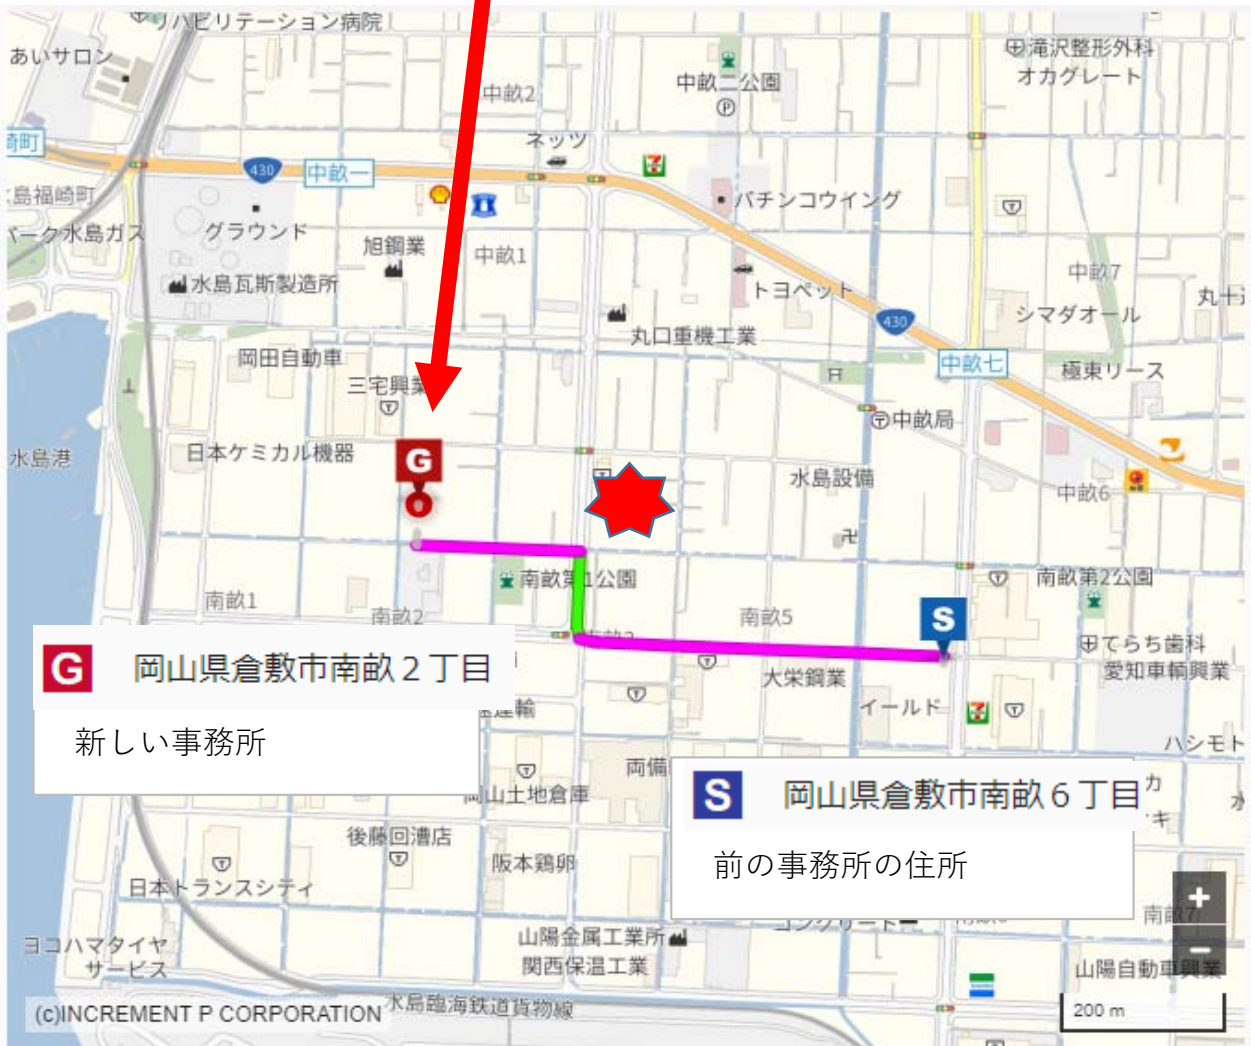 リハビリテーション病院
あいサロン
中畝2
中畝二公園
Ⓟ
滝沢整形外科
オカグレート
ネッツ
430
中畝一
島福崎町
パチンコウイング
グラウンド
旭鋼業
中畝1
水島瓦斯製造所
中畝7
トヨペット
シマダオール
430
丸口重機工業
岡田自動車
中畝七
極東リース
三宅興業
中畝局
水島港
日本ケミカル機器
G
水島設備
中畝6
南畝第1公園
南畝第2公園
南畝1
南畝2
南畝5
S
てらち歯科
愛知車輌興業
大栄鋼業
イールド
G 岡山県倉敷市南畝２丁目
新しい事務所
ハシモト
両備
S 岡山県倉敷市南畝６丁目
前の事務所の住所
岡山土地倉庫
後藤回漕店
阪本鶏卵
日本トランスシティ
+
南畝7
-
ヨコハマタイヤ
サービス
山陽金属工業所
関西保温工業
コンクリート
山陽自動車興業
(c)INCREMENT P CORPORATION
水島臨海鉄道貨物線
200 m